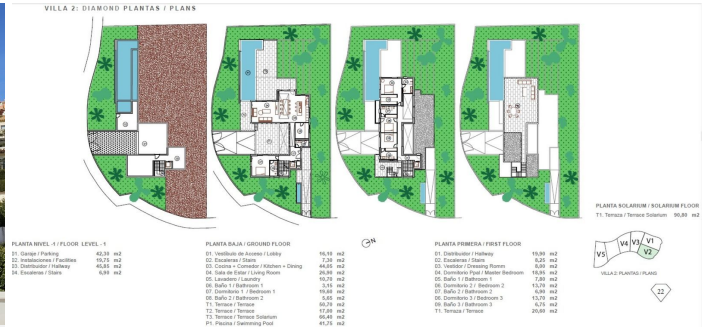 VILLA 2: DIAMOND PLANTAS / PLANS
PLANTA SOLARIUM / SOLARIUM FLOOR
T1. Terraza / Terrace Solarium 50,80 m2
PLANTA NIVEL -1 / FLOOR LEVEL - 1
01. Garaje / Parking 42,30 m2
02. Instalaciones / Facilities 19,75 m2
03. Distribuidor / Hallway 45,85 m2
04. Escaleras / Stairs 6,90 m2
PLANTA BAJA / GROUND FLOOR
01. Vestíbulo de Acceso / Lobby 16,10 m2
02. Escaleras / Stairs 7,30 m2
03. Cocina + Comedor / Kitchen + Dining 44,05 m2
04. Sala de Estar / Living Room 26,90 m2
05. Lavadero / Laundry 10,70 m2
06. Baño 1 / Bathroom 1 3,15 m2
07. Dormitorio 1 / Bedroom 1 19,60 m2
08. Baño 2 / Bathroom 2 5,65 m2
T1. Terraza / Terrace 50,70 m2
T2. Terraza / Terrace 17,80 m2
T3. Terraza / Terrace Solarium 66,40 m2
P1. Piscina / Swimming Pool 41,75 m2
N
PLANTA PRIMERA / FIRST FLOOR
01. Distribuidor / Hallway 19,90 m2
02. Escaleras / Stairs 8,25 m2
03. Vestidor / Dressing Romm 8,00 m2
04. Dormitorio Ppal / Master Bedroom 18,95 m2
05. Baño 1 / Bathroom 1 7,80 m2
06. Dormitorio 2 / Bedroom 2 13,70 m2
07. Baño 2 / Bathroom 2 6,90 m2
08. Dormitorio 3 / Bedroom 3 13,70 m2
09. Baño 3 / Bathroom 3 6,75 m2
T1. Terraza / Terrace 20,60 m2
V5
V4
V3
V1
V2
VILLA 2: PLANTAS / PLANS
22